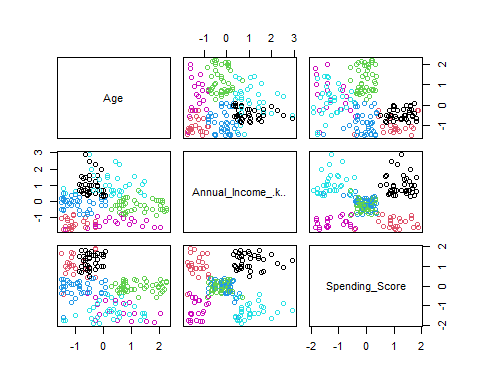 -1 0 1 2 3
Age
-1 0 1 2
-1 0 1 2 3
Annual_Income_.k..
Spending_Score
-2 -1 0 1 2
-1 0 1 2
-2 -1 0 1 2